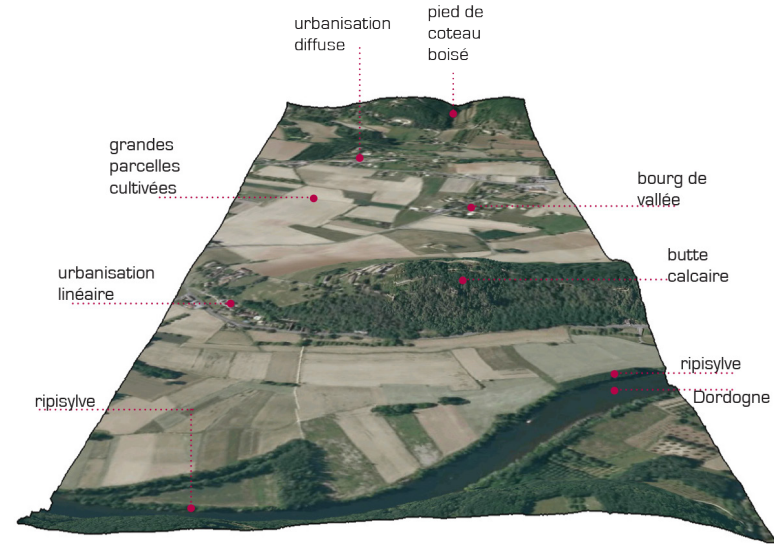 urbanisation
diffuse
pied de
coteau
boisé
grandes
parcelles
cultivées
bourg de
vallée
butte
calcaire
urbanisation
linéaire
ripisylve
Dordogne
ripisylve